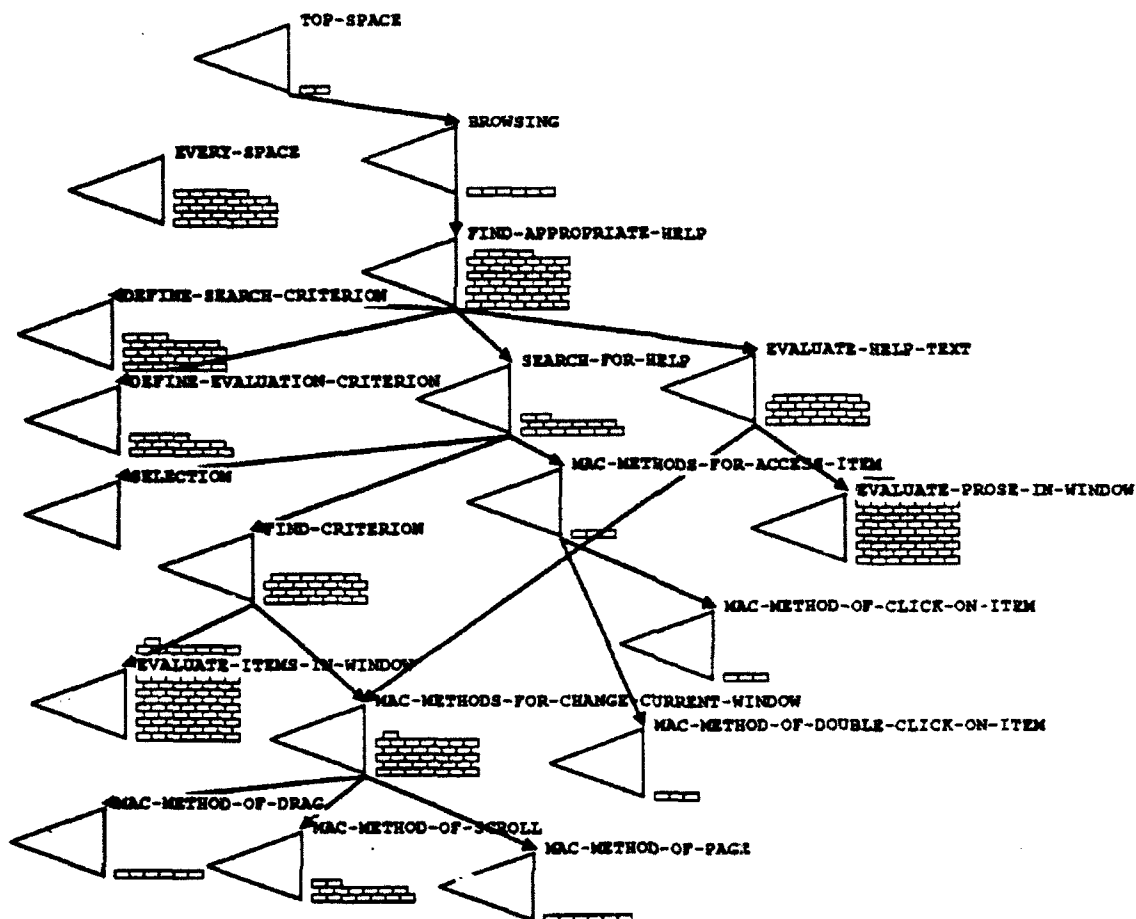 TOP-SPACE
BROWSING
EVERY-SPACE
FIND-APPROPRIATE-HELP
DEFINE-SEARCH-CRITERION
SEARCH-FOR-HELP
EVALUATE-HELP-TEXT
DEFINE-EVALUATION-CRITERION
MAC-METHODS-FOR-ACCESS-ITEM
SELECTION
EVALUATE-PROSE-IN-WINDOW
FIND-CRITERION
MAC-METHOD-OF-CLICK-ON-ITEM
EVALUATE-ITEMS-IN-WINDOW
MAC-METHODS-FOR-CHANGE-CURRENT-WINDOW
MAC-METHOD-OF-DOUBLE-CLICK-ON-ITEM
MAC-METHOD-OF-DRAG
MAC-METHOD-OF-SCROLL
MAC-METHOD-OF-PAGE